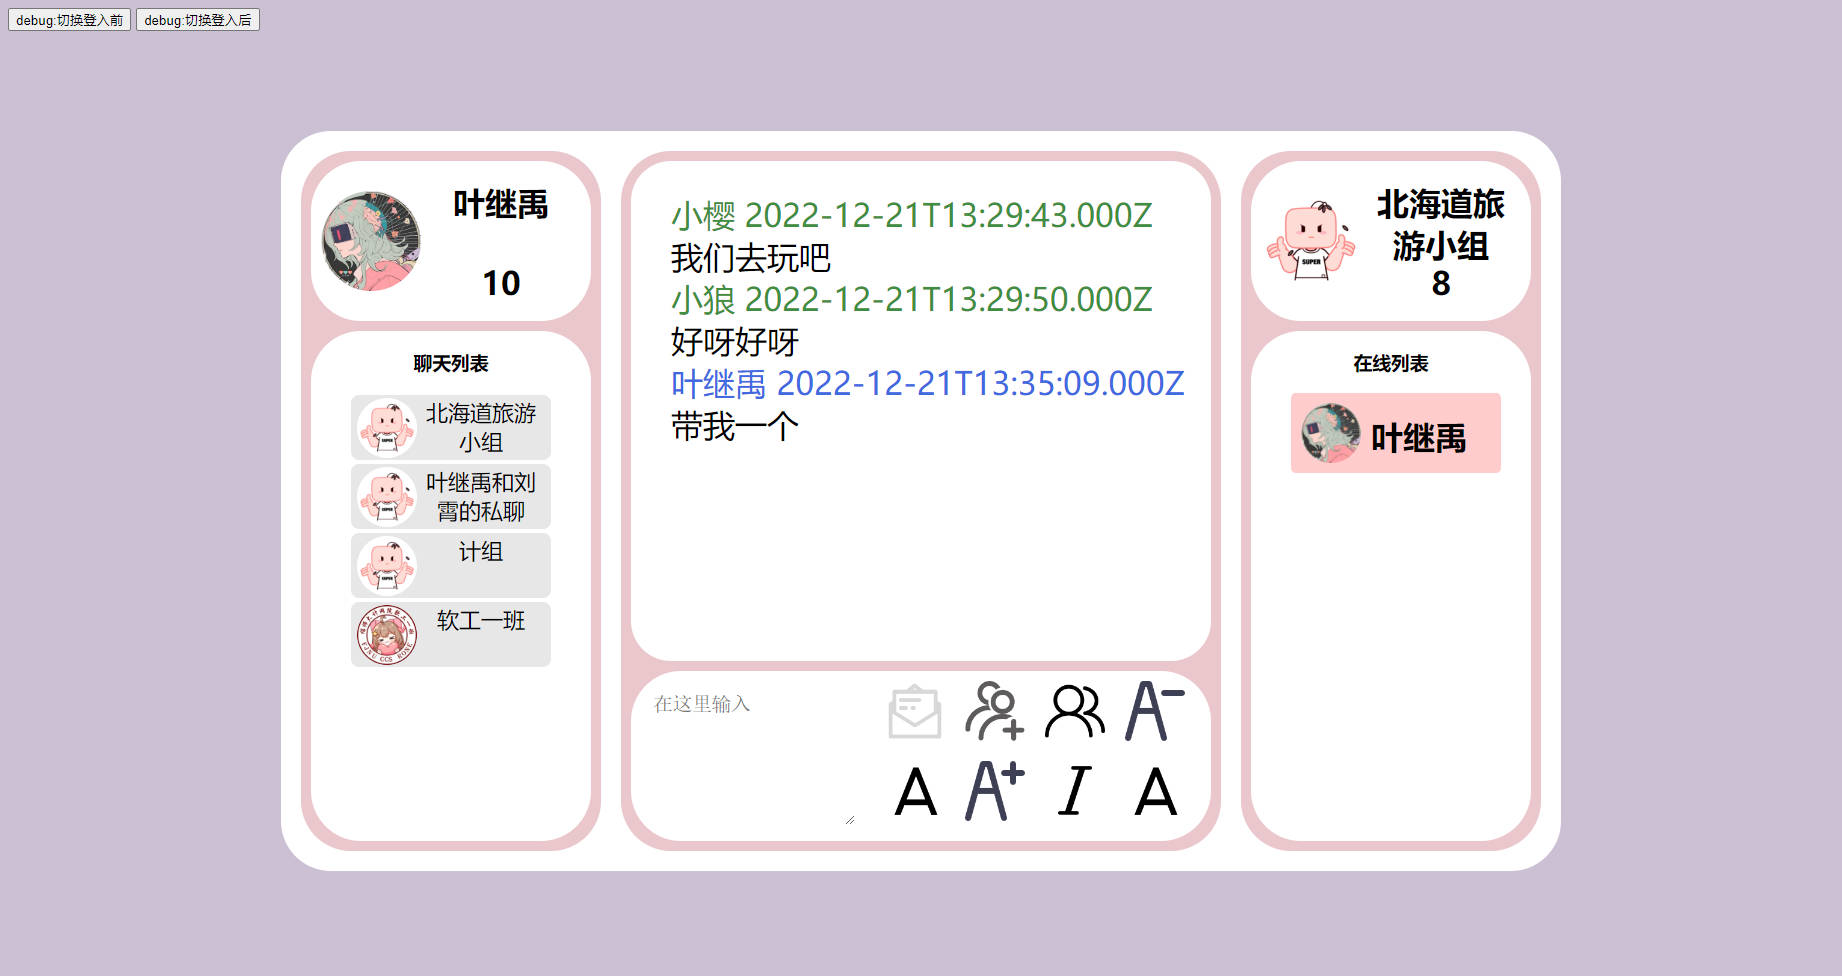 debug:切换登入前 debug:切换登入后
叶继禹
10
聊天列表
北海道旅游
小组
叶继禹和刘
霄的私聊
计组
软工一班
小樱 2022-12-21T13:29:43.000Z
我们去玩吧
小狼 2022-12-21T13:29:50.000Z
好呀好呀
叶继禹 2022-12-21T13:35:09.000Z
带我一个
在这里输入
A-
A
A+
I
A
北海道旅
游小组
8
SUPER
在线列表
叶继禹